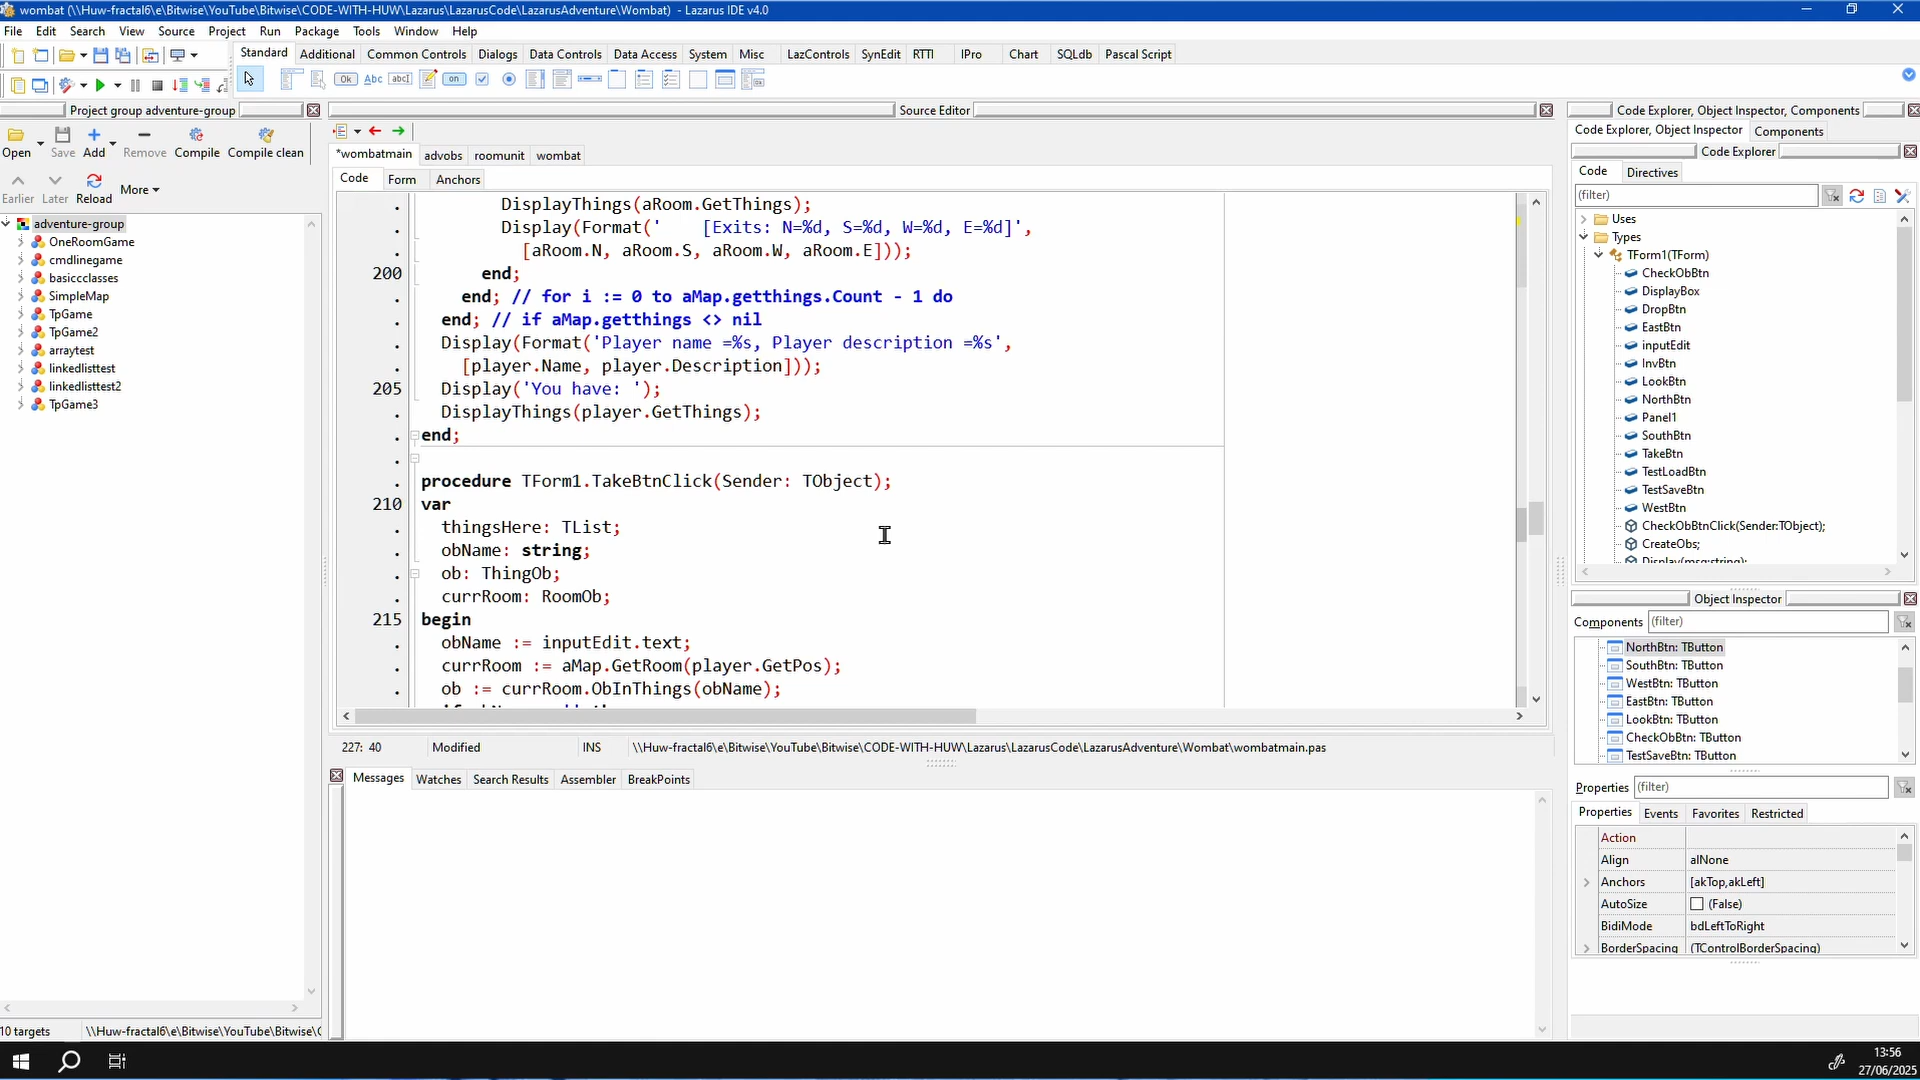 wombat (\\Huw-fractal6\e\Bitwise\YouTube\Bitwise\CODE-WITH-HUW\Lazarus\LazarusCode\LazarusAdventure\Wombat) - Lazarus IDE v4.0
File Edit Search View Source Project Run Package Tools Window Help
Standard Additional Common Controls Dialogs Data Controls Data Access System Misc LazControls SynEdit RTTI IPro Chart SQLdb Pascal Script
Ok Abc abcI on
Project group adventure-group
Open Save Add Remove Compile Compile clean
Earlier Later Reload More
adventure-group
OneRoomGame
cmdlinegame
basiccclasses
SimpleMap
TpGame
TpGame2
arraytest
linkedlisttest
linkedlisttest2
TpGame3
10 targets \\Huw-fractal6\e\Bitwise\YouTube\Bitwise\C
Source Editor
*wombatmain advobs roomunit wombat
Code Form Anchors
DisplayThings(aRoom.GetThings);
Display(Format('    [Exits: N=%d, S=%d, W=%d, E=%d]',
[aRoom.N, aRoom.S, aRoom.W, aRoom.E]));
200 end;
end; // for i := 0 to aMap.getthings.Count - 1 do
end; // if aMap.getthings <> nil
Display(Format('Player name =%s, Player description =%s',
[player.Name, player.Description]));
205 Display('You have: ');
DisplayThings(player.GetThings);
end;
procedure TForm1.TakeBtnClick(Sender: TObject);
210 var
thingsHere: TList;
obName: string;
ob: ThingOb;
currRoom: RoomOb;
215 begin
obName := inputEdit.text;
currRoom := aMap.GetRoom(player.GetPos);
ob := currRoom.ObInThings(obName);
227: 40 Modified INS \\Huw-fractal6\e\Bitwise\YouTube\Bitwise\CODE-WITH-HUW\Lazarus\LazarusCode\LazarusAdventure\Wombat\wombatmain.pas
Messages Watches Search Results Assembler BreakPoints
Code Explorer, Object Inspector, Components
Code Explorer, Object Inspector Components
Code Explorer
Code Directives
(filter)
Uses
Types
TForm1(TForm)
CheckObBtn
DisplayBox
DropBtn
EastBtn
inputEdit
InvBtn
LookBtn
NorthBtn
Panel1
SouthBtn
TakeBtn
TestLoadBtn
TestSaveBtn
WestBtn
CheckObBtnClick(Sender:TObject);
CreateObs;
Display(msg:string);
Object Inspector
Components (filter)
NorthBtn: TButton
SouthBtn: TButton
WestBtn: TButton
EastBtn: TButton
LookBtn: TButton
CheckObBtn: TButton
TestSaveBtn: TButton
Properties (filter)
Properties Events Favorites Restricted
Action
Align alNone
Anchors [akTop,akLeft]
AutoSize (False)
BidiMode bdLeftToRight
BorderSpacing (TControlBorderSpacing)
13:56
27/06/2025